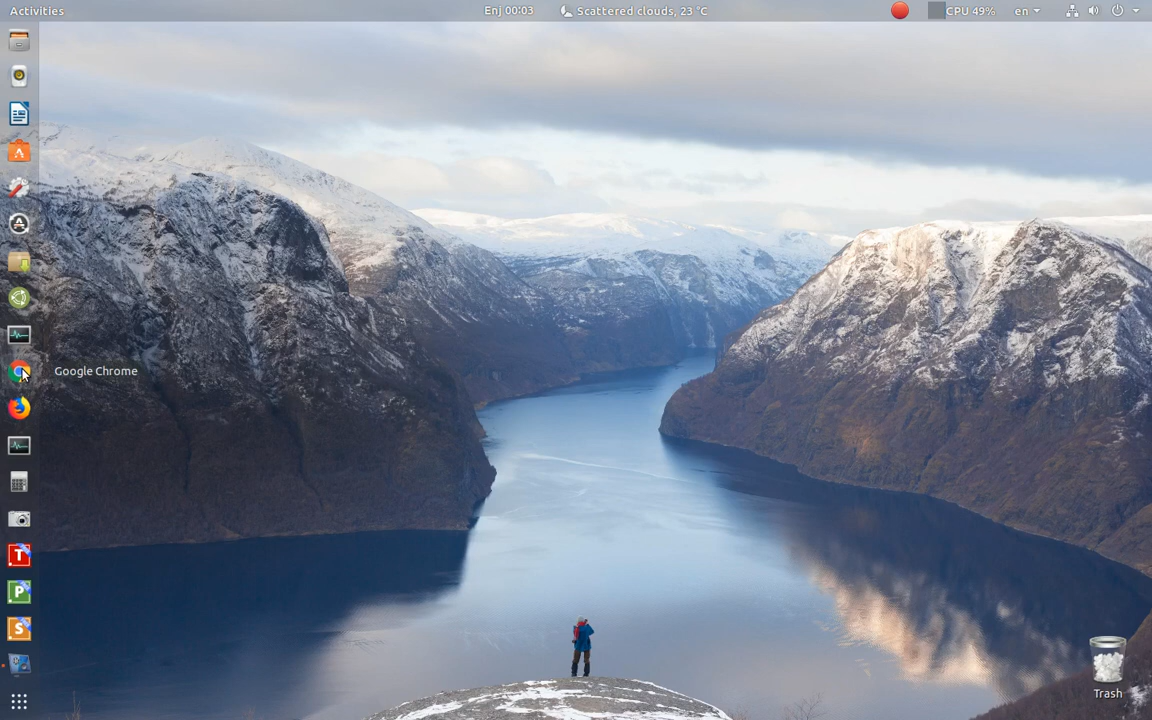 Activities
Enj 00:03
Scattered clouds, 23 °C
CPU 49%
en
Google Chrome
T
P
S
Trash